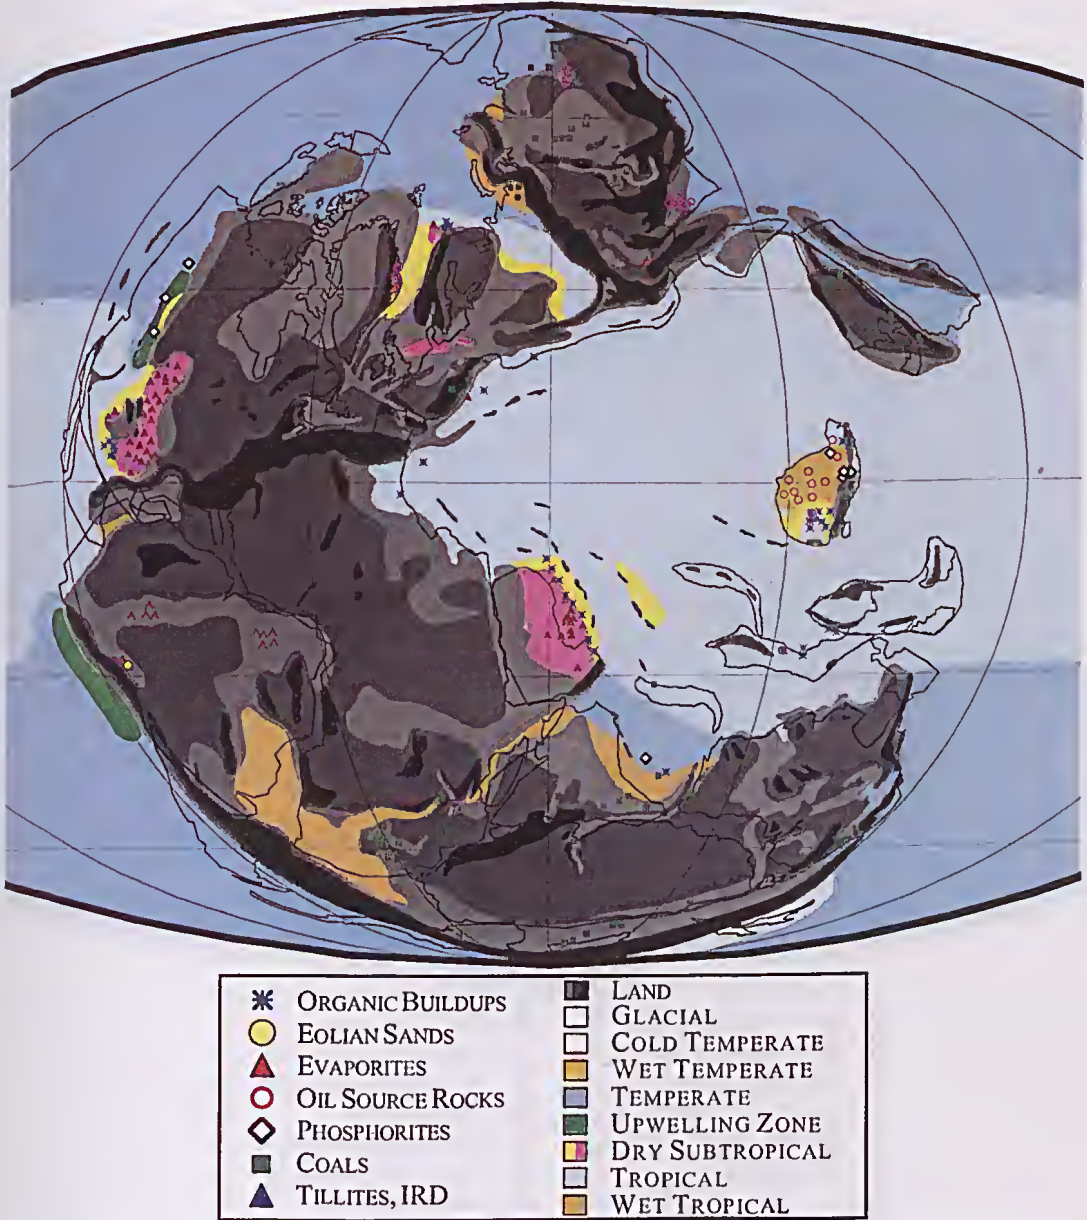 ORGANIC BUILDUPS
EOLIAN SANDS
EVAPORITES
OIL SOURCE ROCKS
PHOSPHORITES
COALS
TILLITES, IRD
LAND
GLACIAL
COLD TEMPERATE
WET TEMPERATE
TEMPERATE
UPWELLING ZONE
DRY SUBTROPICAL
TROPICAL
WET TROPICAL